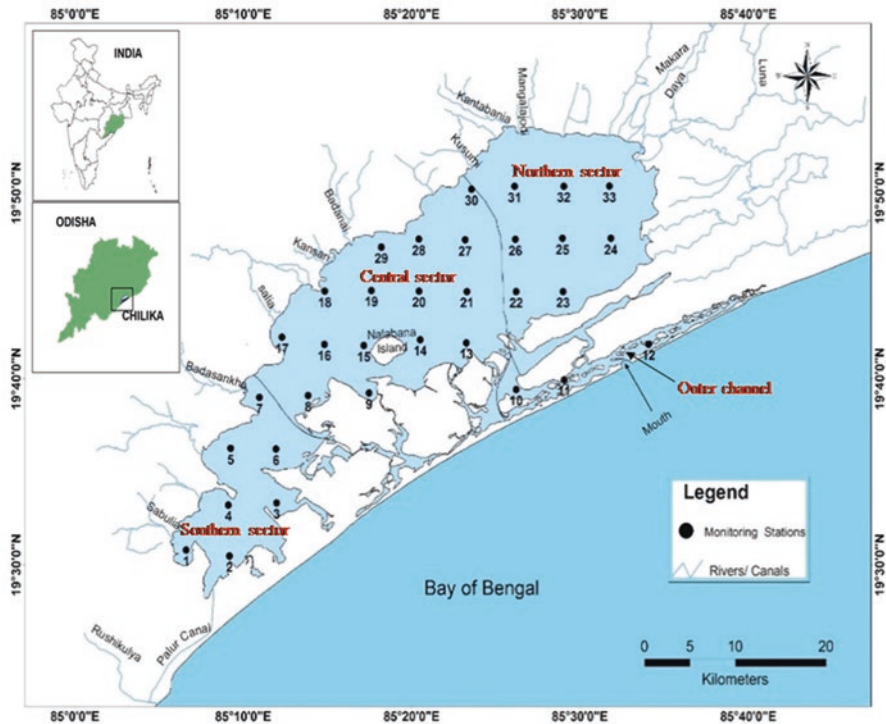 85°0'0"E 85°10'0"E 85°20'0"E 85°30'0"E 85°40'0"E
INDIA
ODISHA
CHILIKA
19°50'0"N
19°40'0"N
19°30'0"N
19°50'0"N
19°40'0"N
19°30'0"N
Makara
Daya
Luna
Mangalajodi
Kantabania
Kusumi
Badanai
Kansari
salia
Badasankha
Sabulia
Rushikulya
Palur Canal
Northern sector
30 31 32 33
29 28 27 26 25 24
Central sector
18 19 20 21 22 23
17 16 15 14 13 12
Nalabana
Island
7 8 9 10 11
Outer channel
Mouth
5 6
4 3
Southern sector
1 2
Bay of Bengal
Legend
Monitoring Stations
Rivers/ Canals
0 5 10 20
Kilometers
85°0'0"E 85°10'0"E 85°20'0"E 85°30'0"E 85°40'0"E